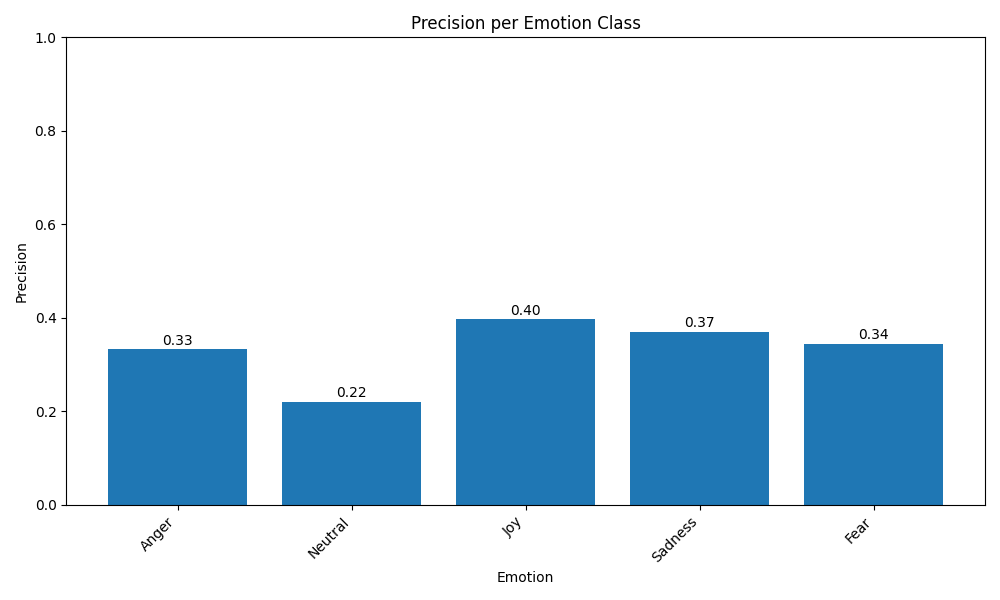 Precision per Emotion Class
Precision
1.0
0.8
0.6
0.4
0.2
0.0
0.33
0.22
0.40
0.37
0.34
Anger
Neutral
Joy
Sadness
Fear
Emotion